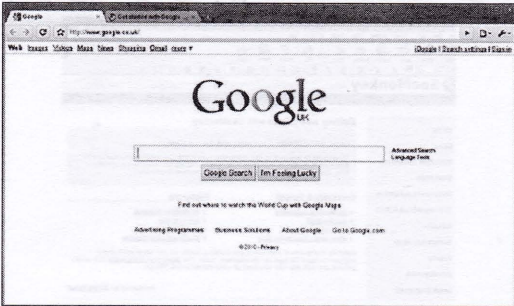 Google Get started with Google
http://www.google.co.uk/
Web Images Videos Maps News Shopping Gmail more ▼ iGoogle | Search settings | Sign in
Google
UK
Advanced Search
Language Tools
Google Search I'm Feeling Lucky
Find out where to watch the World Cup with Google Maps
Advertising Programmes Business Solutions About Google Go to Google.com
©2010 - Privacy